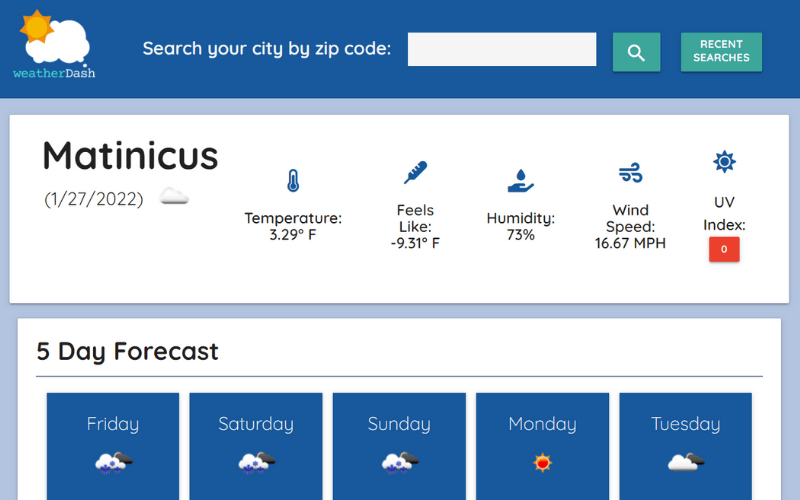 weatherDash
Search your city by zip code:
RECENT
SEARCHES
Matinicus
(1/27/2022)
Temperature:
3.29° F
Feels
Like:
-9.31° F
Humidity:
73%
Wind
Speed:
16.67 MPH
UV
Index:
0
5 Day Forecast
Friday
Saturday
Sunday
Monday
Tuesday